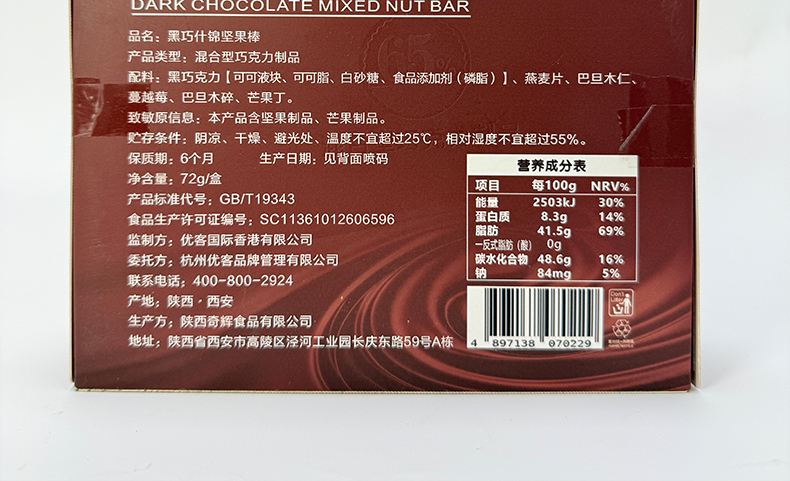 DARK CHOCOLATE MIXED NUT BAR
品名：黑巧什锦坚果棒
产品类型：混合型巧克力制品
配料：黑巧克力【可可液块、可可脂、白砂糖、食品添加剂（磷脂）】、燕麦片、巴旦木仁、
蔓越莓、巴旦木碎、芒果丁。
致敏原信息：本产品含坚果制品、芒果制品。
贮存条件：阴凉、干燥、避光处、温度不宜超过25℃，相对湿度不宜超过55%。
保质期：6个月 生产日期：见背面喷码
净含量：72g/盒
产品标准代号：GB/T19343
食品生产许可证编号：SC11361012606596
监制方：优客国际香港有限公司
委托方：杭州优客品牌管理有限公司
联系电话：400-800-2924
产地：陕西·西安
生产方：陕西奇辉食品有限公司
地址：陕西省西安市高陵区泾河工业园长庆东路59号A栋
营养成分表
项目 每100g NRV%
能量 2503kJ 30%
蛋白质 8.3g 14%
脂肪 41.5g 69%
—反式脂肪（酸） 0g
碳水化合物 48.6g 16%
钠 84mg 5%
4 897138 070229
Don't
Litter
65%